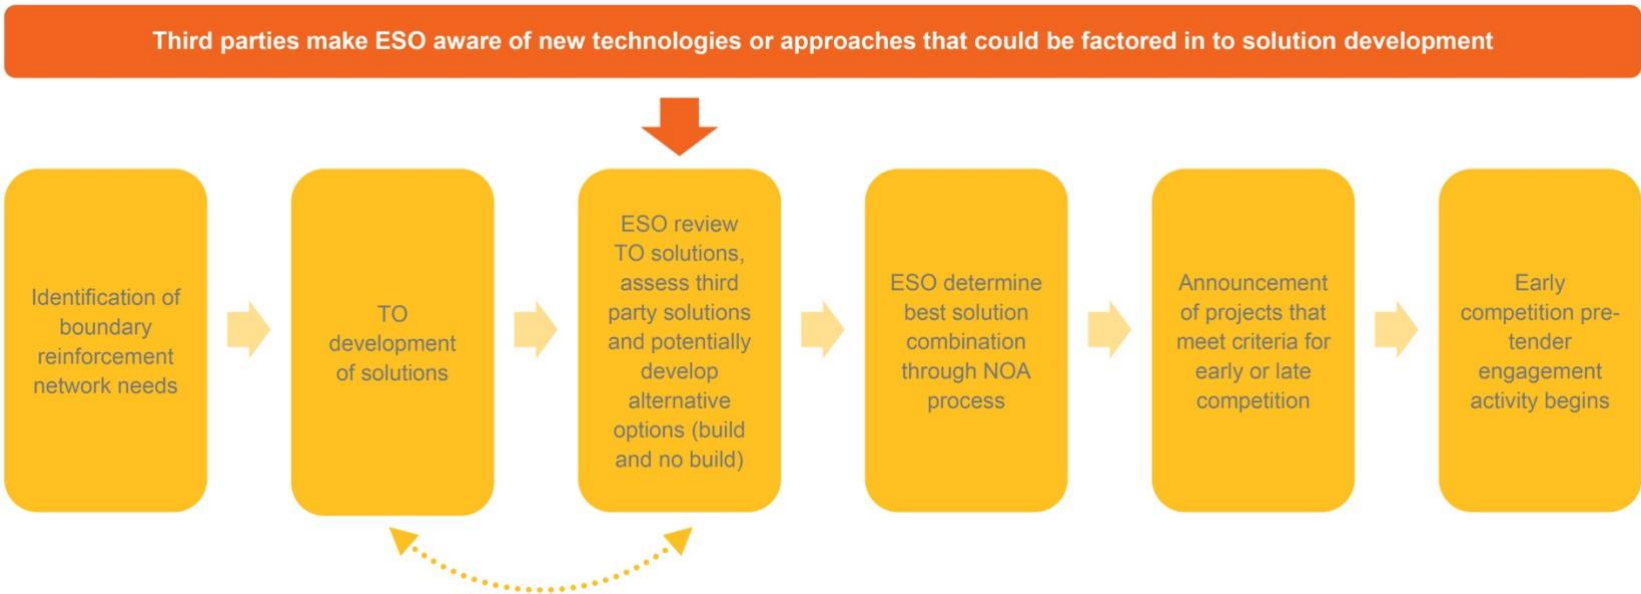 Third parties make ESO aware of new technologies or approaches that could be factored in to solution development
Identification of
boundary
reinforcement
network needs
TO
development
of solutions
ESO review
TO solutions,
assess third
party solutions
and potentially
develop
alternative
options (build
and no build)
ESO determine
best solution
combination
through NOA
process
Announcement
of projects that
meet criteria for
early or late
competition
Early
competition pre-
tender
engagement
activity begins